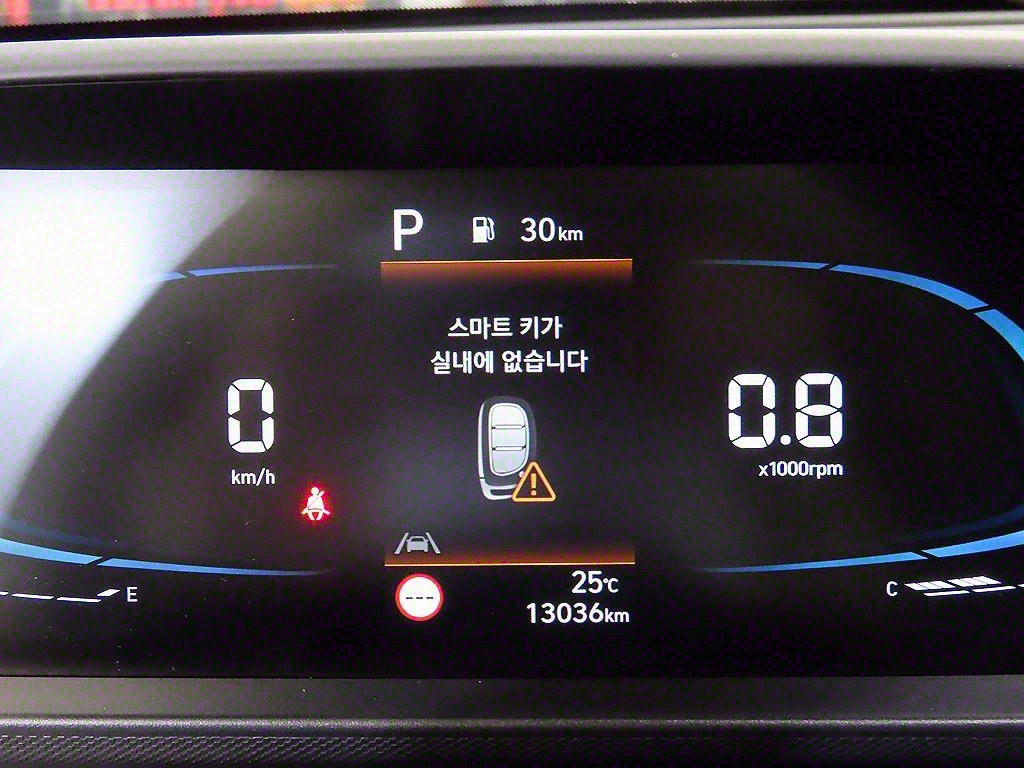 P 30km
스마트 키가
실내에 없습니다
0
km/h
0.8
x1000rpm
E
C
---
25℃
13036km